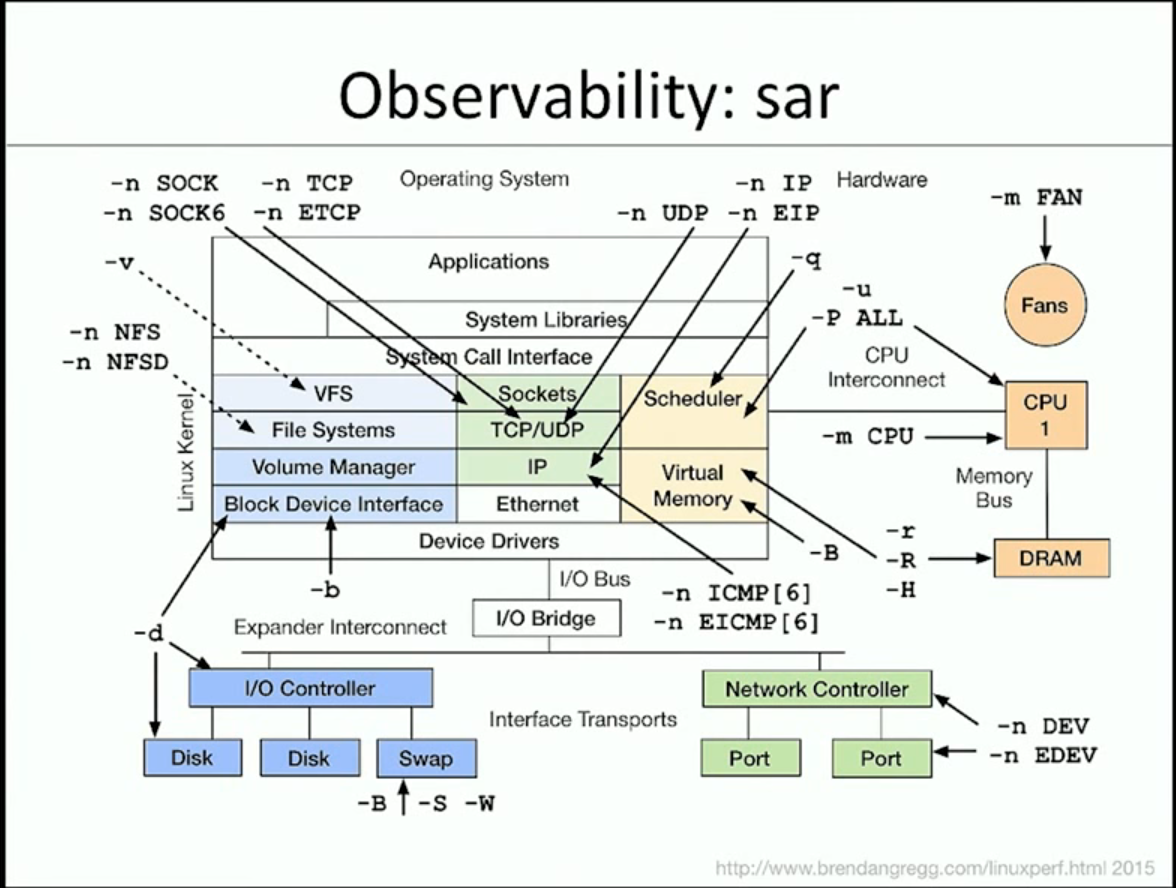 Observability: sar
-n SOCK -n TCP Operating System -n IP Hardware
-n SOCK6 -n ETCP -n UDP -n EIP -m FAN
-v Applications -q
-u Fans
-n NFS System Libraries -P ALL
-n NFSD System Call Interface CPU
Interconnect
VFS Sockets Scheduler CPU
1
File Systems TCP/UDP -m CPU
Linux Kernel
Volume Manager IP Virtual
Memory
Memory
Bus
Block Device Interface Ethernet
Device Drivers -B -r
-R DRAM
-H
-b I/O Bus -n ICMP[6]
I/O Bridge -n EICMP[6]
-d Expander Interconnect
I/O Controller Network Controller
Interface Transports -n DEV
Disk Disk Swap Port Port -n EDEV
-B -S -W
http://www.brendangregg.com/linuxperf.html 2015